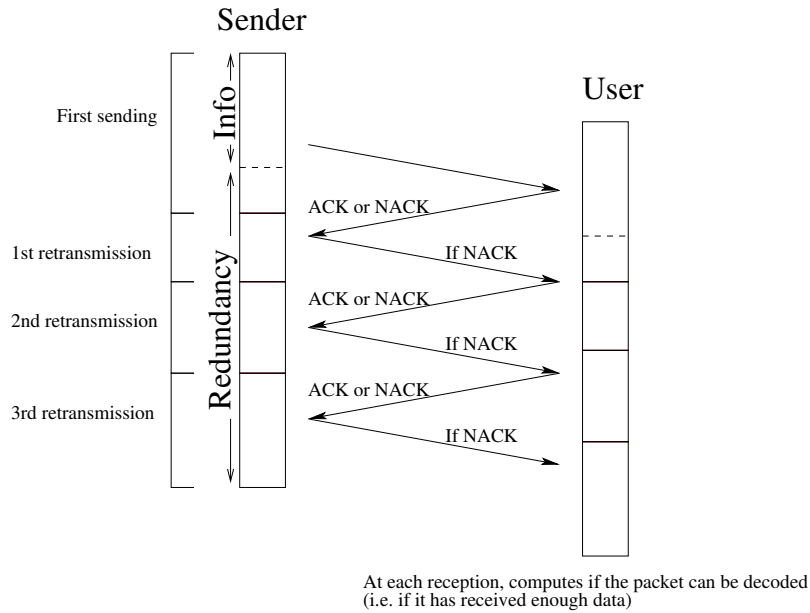 Sender
User
First sending
Info
ACK or NACK
1st retransmission
If NACK
Redundancy
ACK or NACK
2nd retransmission
If NACK
ACK or NACK
3rd retransmission
If NACK
At each reception, computes if the packet can be decoded
(i.e. if it has received enough data)